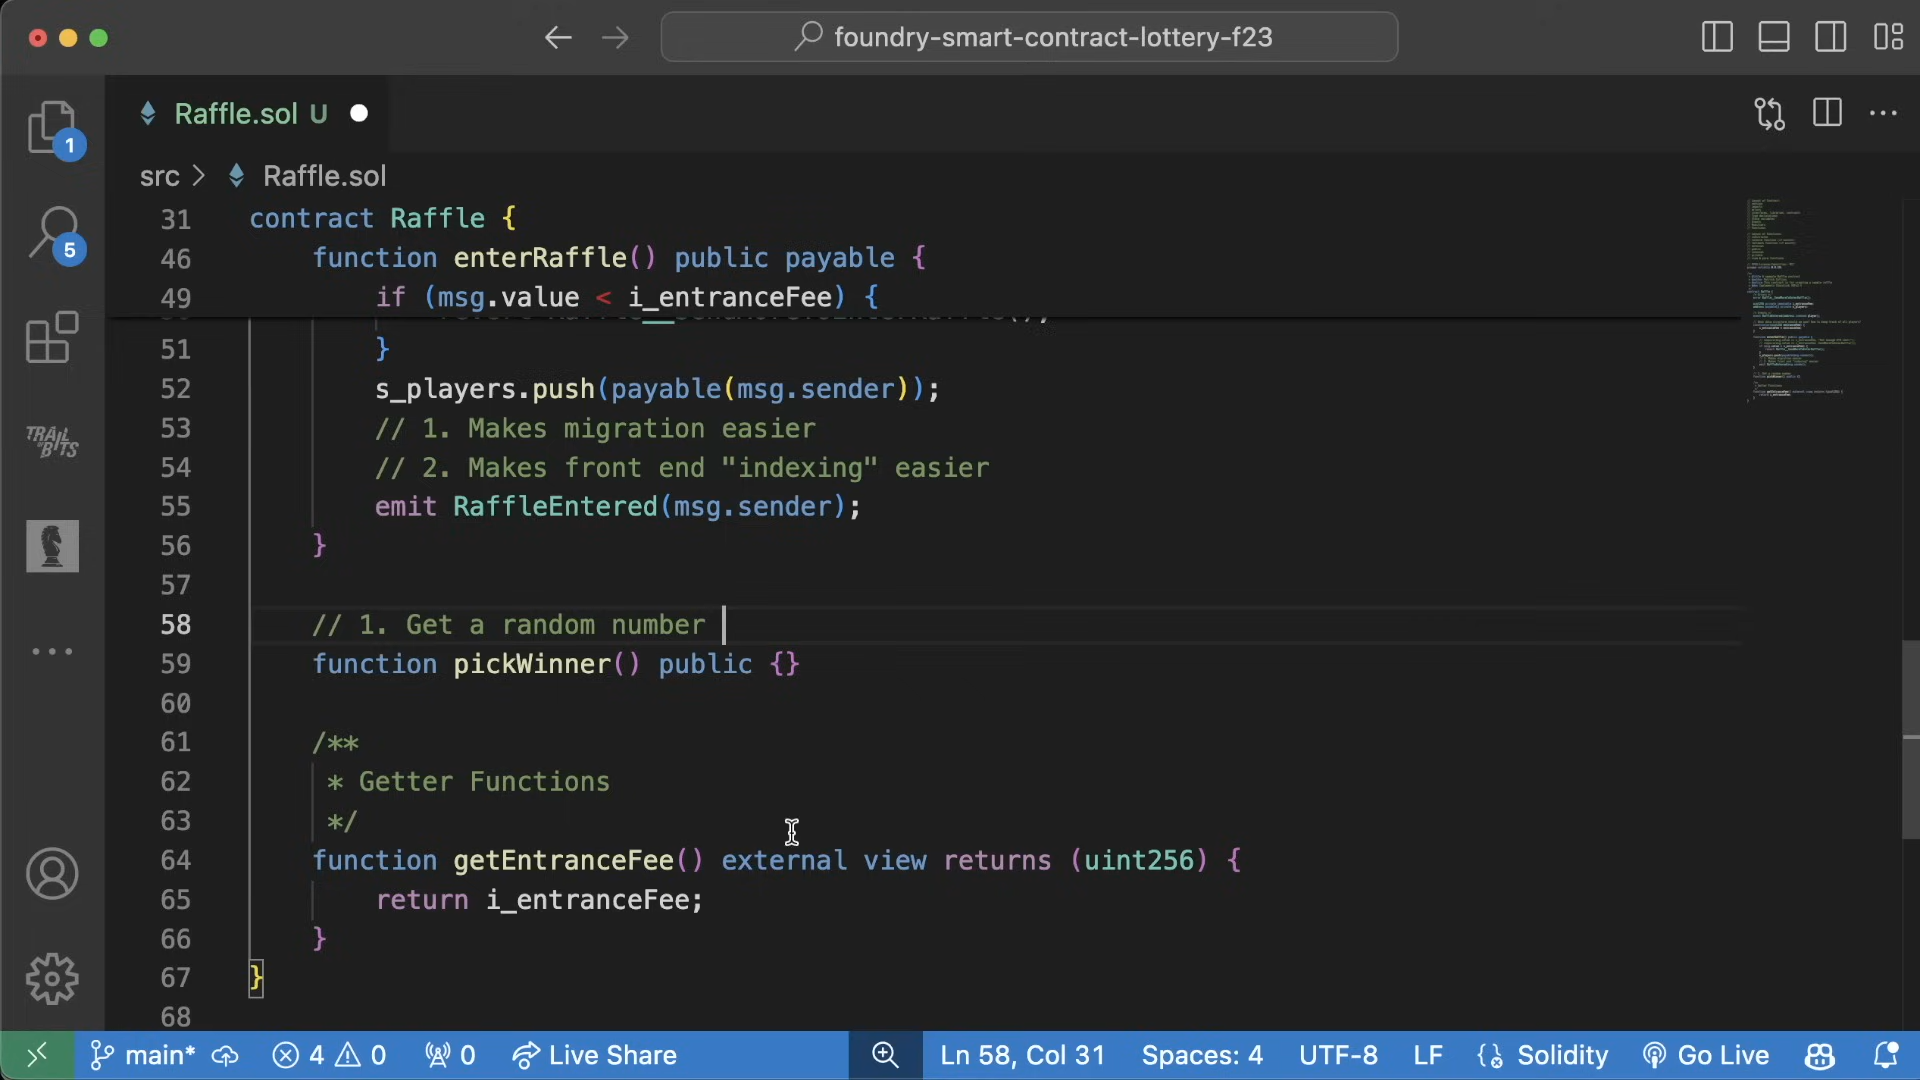 foundry-smart-contract-lottery-f23
Raffle.sol U
1
src > Raffle.sol
5
31 contract Raffle {
46 function enterRaffle() public payable {
49 if (msg.value < i_entranceFee) {
51 }
52 s_players.push(payable(msg.sender));
53 // 1. Makes migration easier
54 // 2. Makes front end "indexing" easier
55 emit RaffleEntered(msg.sender);
56 }
57
58 // 1. Get a random number
59 function pickWinner() public {}
60
61 /**
62 * Getter Functions
63 */
64 function getEntranceFee() external view returns (uint256) {
65 return i_entranceFee;
66 }
67 }
68
TRAIL OF BITS
main* 4 0 0 Live Share Ln 58, Col 31 Spaces: 4 UTF-8 LF Solidity Go Live